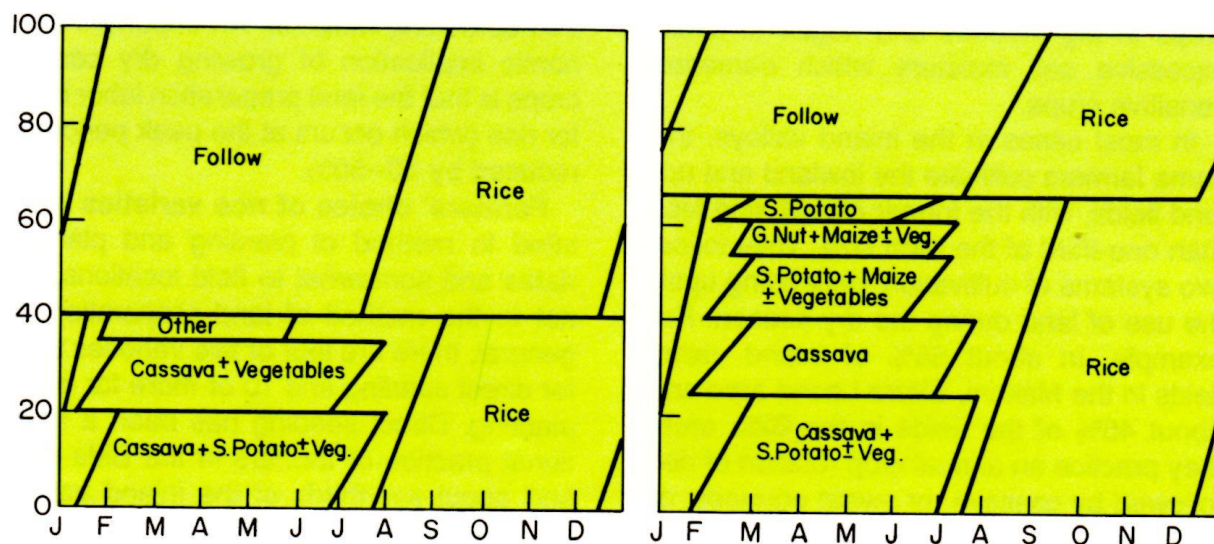 100
80
60
40
20
0
Follow
Rice
Other
Cassava ± Vegetables
Rice
Cassava + S.Potato ± Veg.
J F M A M J J A S O N D
Follow
Rice
S. Potato
G. Nut + Maize ± Veg.
S. Potato + Maize
± Vegetables
Cassava
Rice
Cassava +
S.Potato ± Veg.
J F M A M J J A S O N D